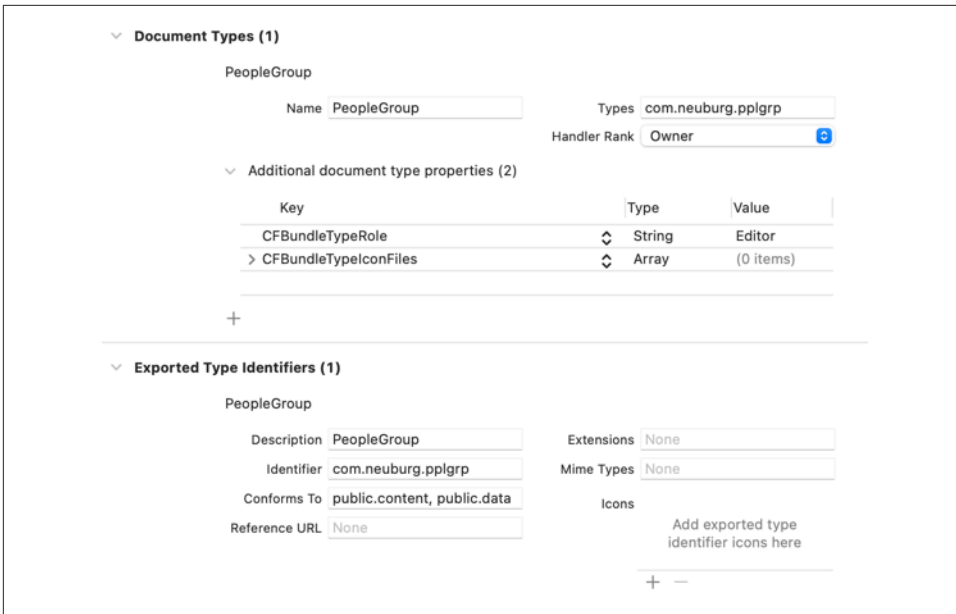 Document Types (1)
PeopleGroup
Name PeopleGroup Types com.neuburg.pplgrp
Handler Rank Owner
Additional document type properties (2)
Key Type Value
CFBundleTypeRole String Editor
CFBundleTypeIconFiles Array (0 items)
Exported Type Identifiers (1)
PeopleGroup
Description PeopleGroup Extensions None
Identifier com.neuburg.pplgrp Mime Types None
Conforms To public.content, public.data Icons
Reference URL None
Add exported type
identifier icons here